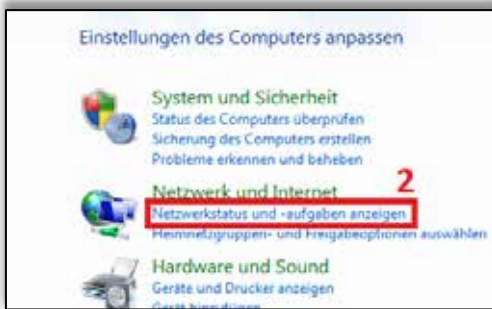 Einstellungen des Computers anpassen
System und Sicherheit
Status des Computers überprüfen
Sicherung des Computers erstellen
Probleme erkennen und beheben
2
Netzwerk und Internet
Netzwerkstatus und -aufgaben anzeigen
Heimnetzgruppen- und Freigabeoptionen auswählen
Hardware und Sound
Geräte und Drucker anzeigen
Gerät hinzufügen